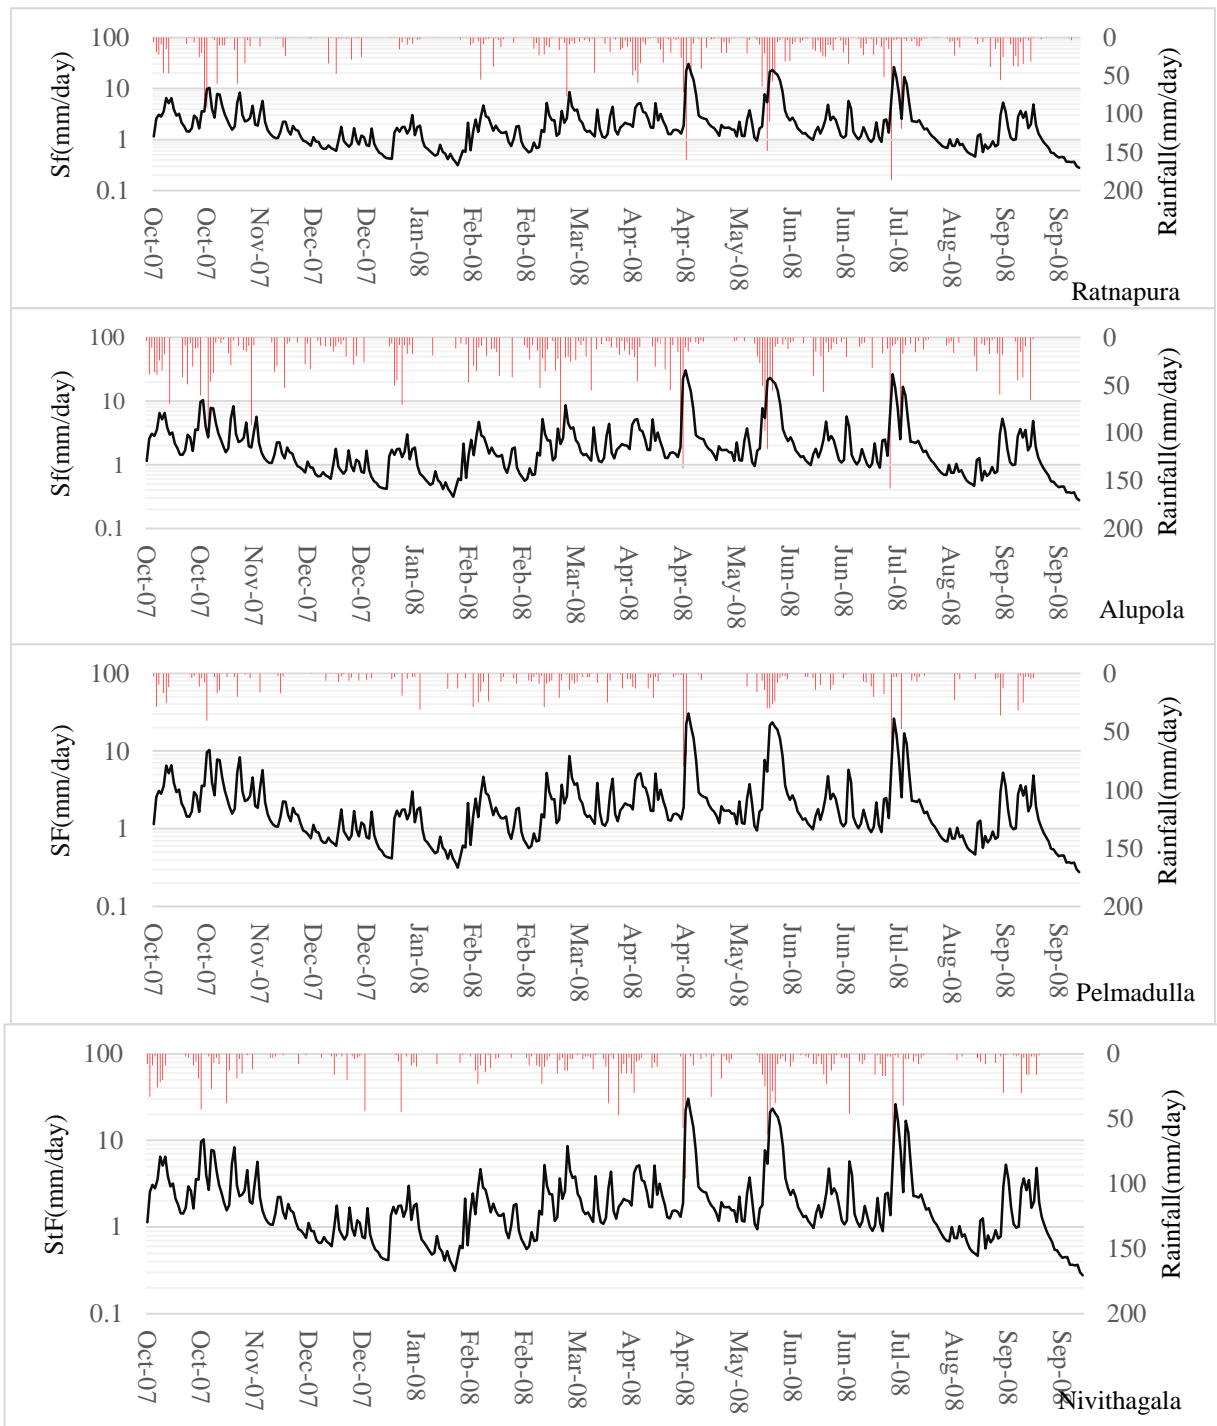 100
10
1
0.1
Sf(mm/day)
0
50
100
150
200
Rainfall(mm/day)
Oct-07
Oct-07
Nov-07
Dec-07
Dec-07
Jan-08
Feb-08
Feb-08
Mar-08
Apr-08
Apr-08
May-08
Jun-08
Jun-08
Jul-08
Aug-08
Sep-08
Sep-08
Ratnapura
100
10
1
0.1
Sf(mm/day)
0
50
100
150
200
Rainfall(mm/day)
Oct-07
Oct-07
Nov-07
Dec-07
Dec-07
Jan-08
Feb-08
Feb-08
Mar-08
Apr-08
Apr-08
May-08
Jun-08
Jun-08
Jul-08
Aug-08
Sep-08
Sep-08
Alupola
100
10
1
0.1
SF(mm/day)
0
50
100
150
200
Rainfall(mm/day)
Oct-07
Oct-07
Nov-07
Dec-07
Dec-07
Jan-08
Feb-08
Feb-08
Mar-08
Apr-08
Apr-08
May-08
Jun-08
Jun-08
Jul-08
Aug-08
Sep-08
Sep-08
Pelmadulla
100
10
1
0.1
StF(mm/day)
0
50
100
150
200
Rainfall(mm/day)
Oct-07
Oct-07
Nov-07
Dec-07
Dec-07
Jan-08
Feb-08
Feb-08
Mar-08
Apr-08
Apr-08
May-08
Jun-08
Jun-08
Jul-08
Aug-08
Sep-08
Sep-08
Nivithagala